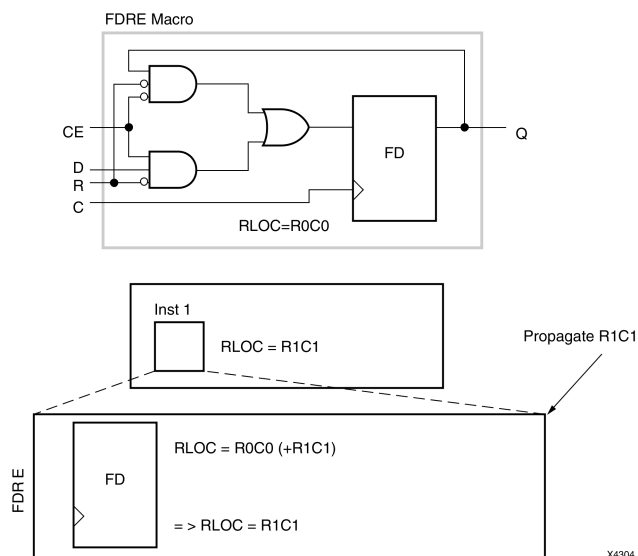 FDRE Macro
CE
D
R
C
FD
Q
RLOC=R0C0
Inst 1
RLOC = R1C1
Propagate R1C1
FDR E
FD
RLOC = R0C0 (+R1C1)
= > RLOC = R1C1
X4304